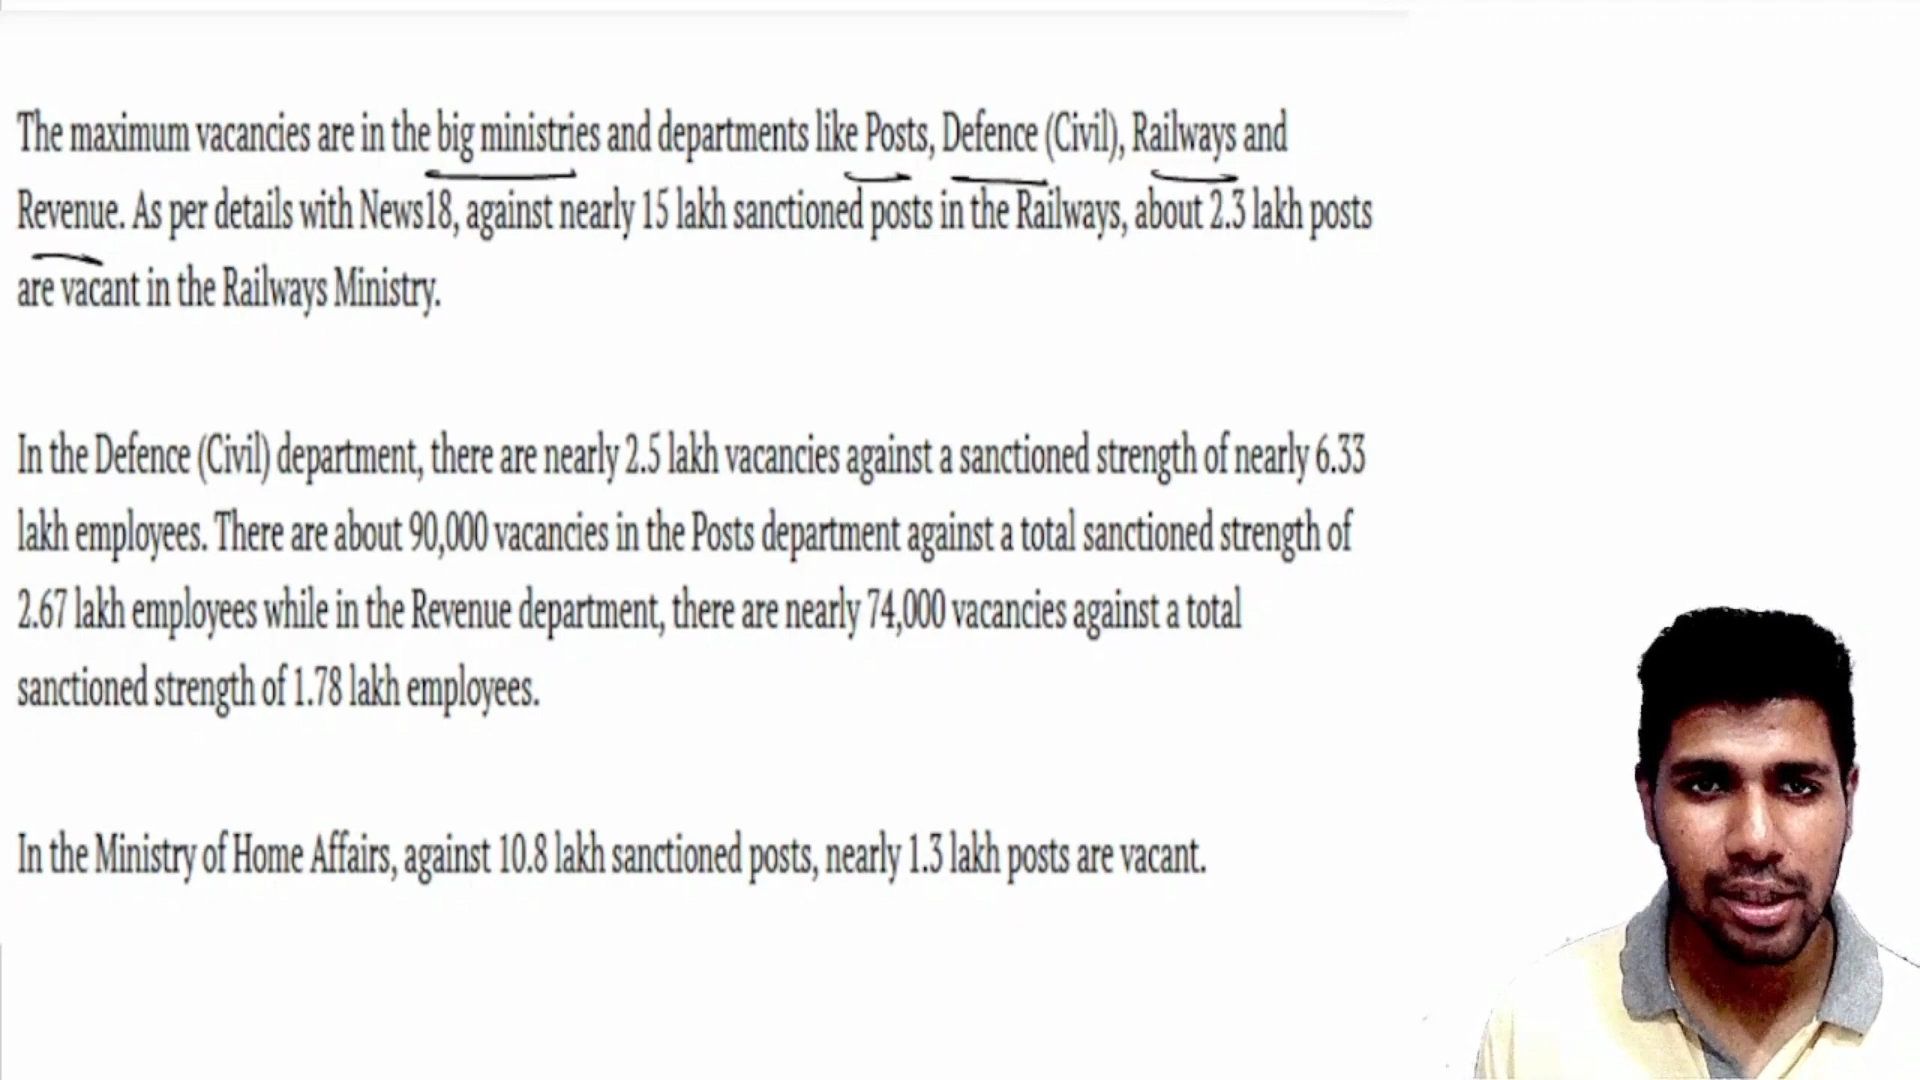 The maximum vacancies are in the big ministries and departments like Posts, Defence (Civil), Railways and
Revenue. As per details with News18, against nearly 15 lakh sanctioned posts in the Railways, about 2.3 lakh posts
are vacant in the Railways Ministry.
In the Defence (Civil) department, there are nearly 2.5 lakh vacancies against a sanctioned strength of nearly 6.33
lakh employees. There are about 90,000 vacancies in the Posts department against a total sanctioned strength of
2.67 lakh employees while in the Revenue department, there are nearly 74,000 vacancies against a total
sanctioned strength of 1.78 lakh employees.
In the Ministry of Home Affairs, against 10.8 lakh sanctioned posts, nearly 1.3 lakh posts are vacant.